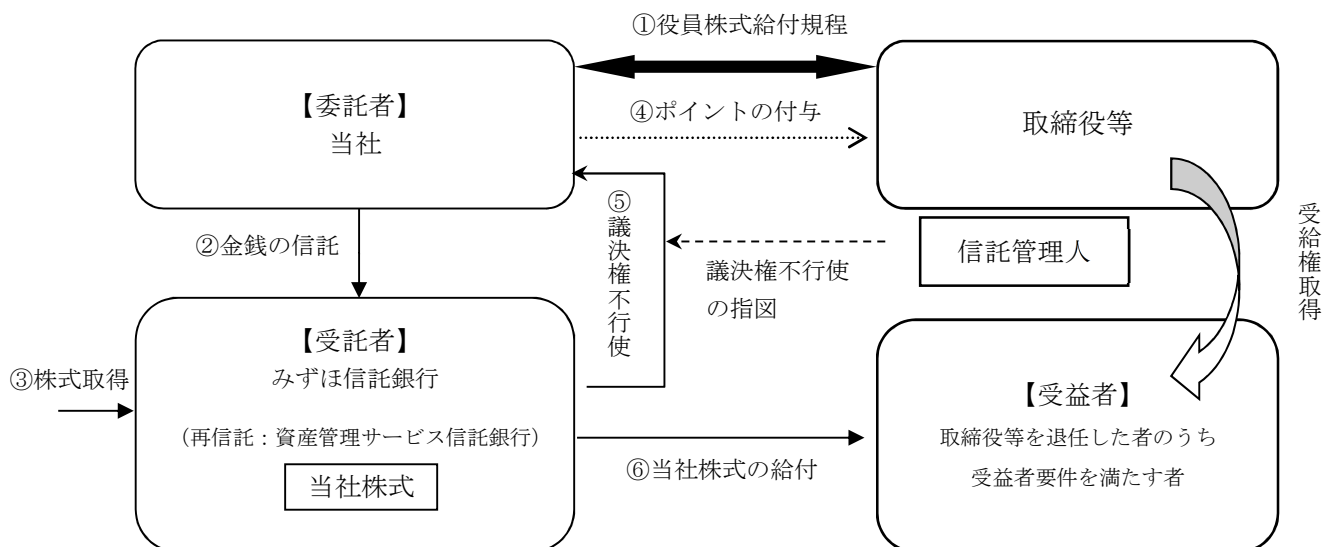 ①役員株式給付規程
【委託者】
当社
④ポイントの付与
取締役等
②金銭の信託
⑤議決権不行使
議決権不行使
の指図
信託管理人
受給権取得
③株式取得
【受託者】
みずほ信託銀行
(再信託:資産管理サービス信託銀行)
当社株式
⑥当社株式の給付
【受益者】
取締役等を退任した者のうち
受益者要件を満たす者